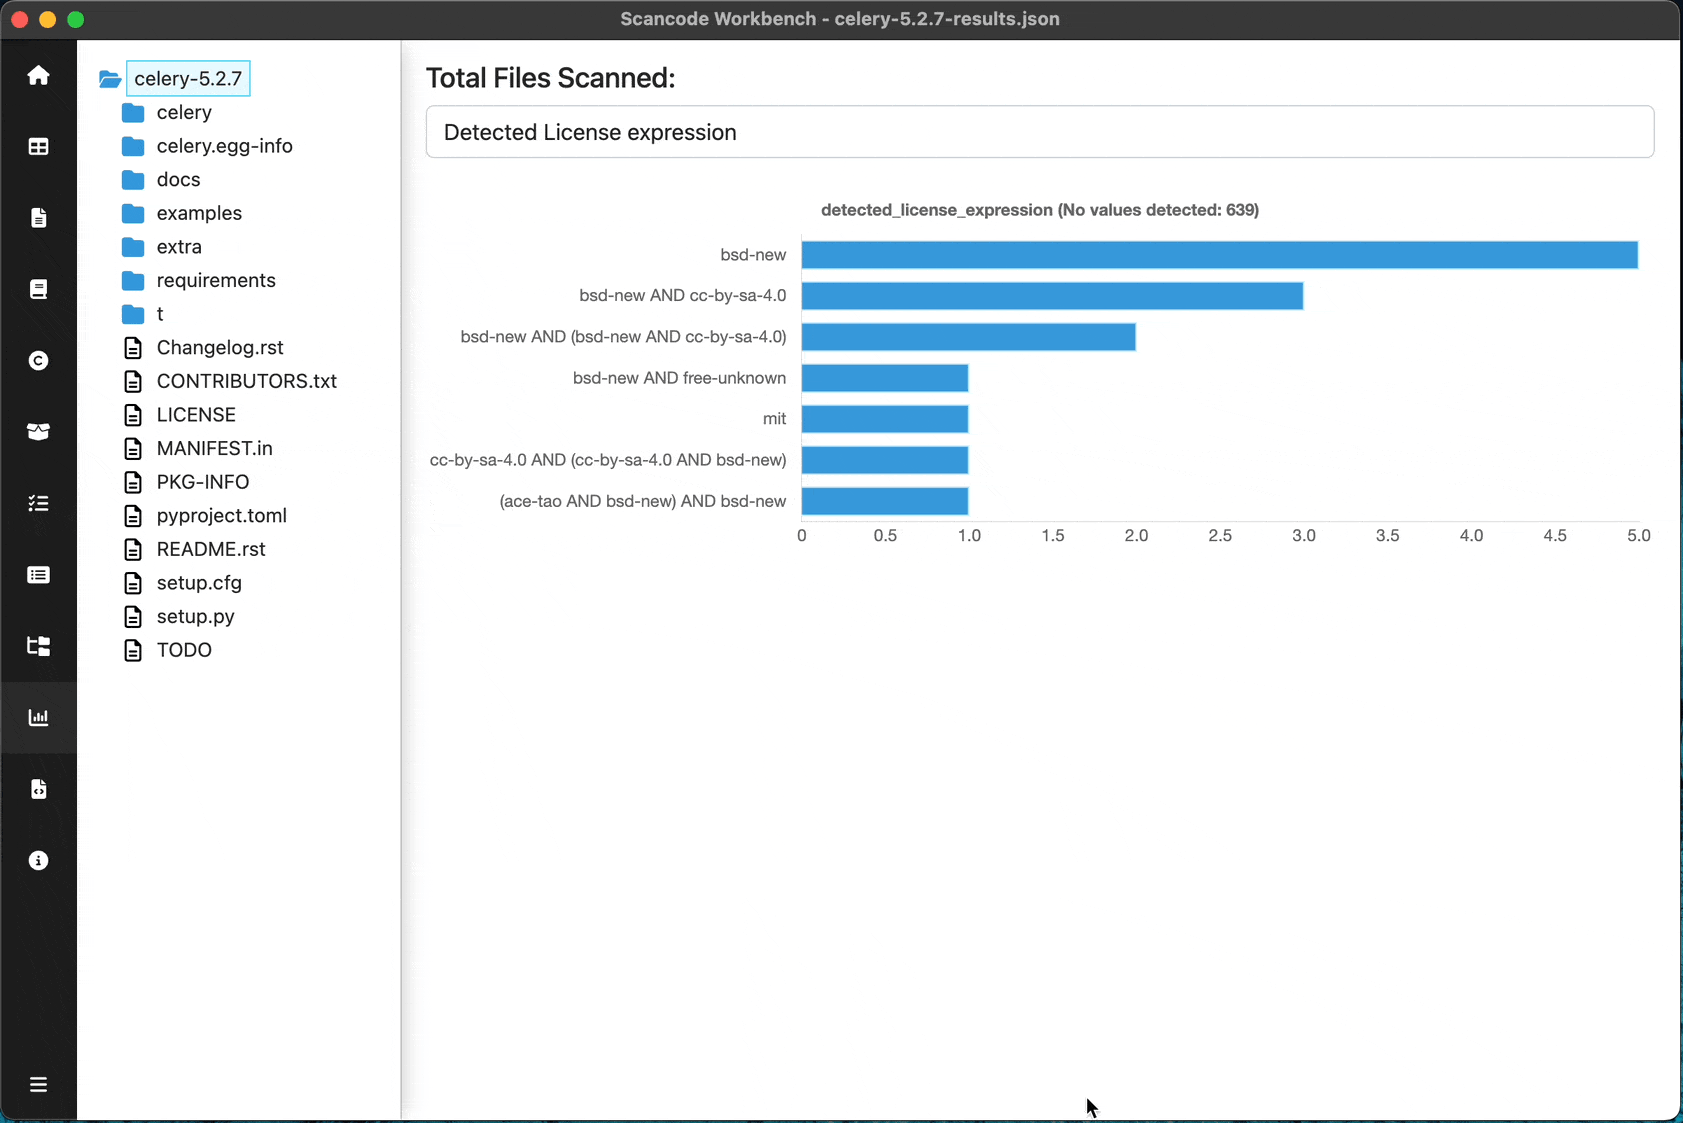 Scancode Workbench - celery-5.2.7-results.json
celery-5.2.7
celery
celery.egg-info
docs
examples
extra
requirements
t
Changelog.rst
CONTRIBUTORS.txt
LICENSE
MANIFEST.in
PKG-INFO
pyproject.toml
README.rst
setup.cfg
setup.py
TODO
Total Files Scanned:
Detected License expression
detected_license_expression (No values detected: 639)
bsd-new
bsd-new AND cc-by-sa-4.0
bsd-new AND (bsd-new AND cc-by-sa-4.0)
bsd-new AND free-unknown
mit
cc-by-sa-4.0 AND (cc-by-sa-4.0 AND bsd-new)
(ace-tao AND bsd-new) AND bsd-new
0 0.5 1.0 1.5 2.0 2.5 3.0 3.5 4.0 4.5 5.0